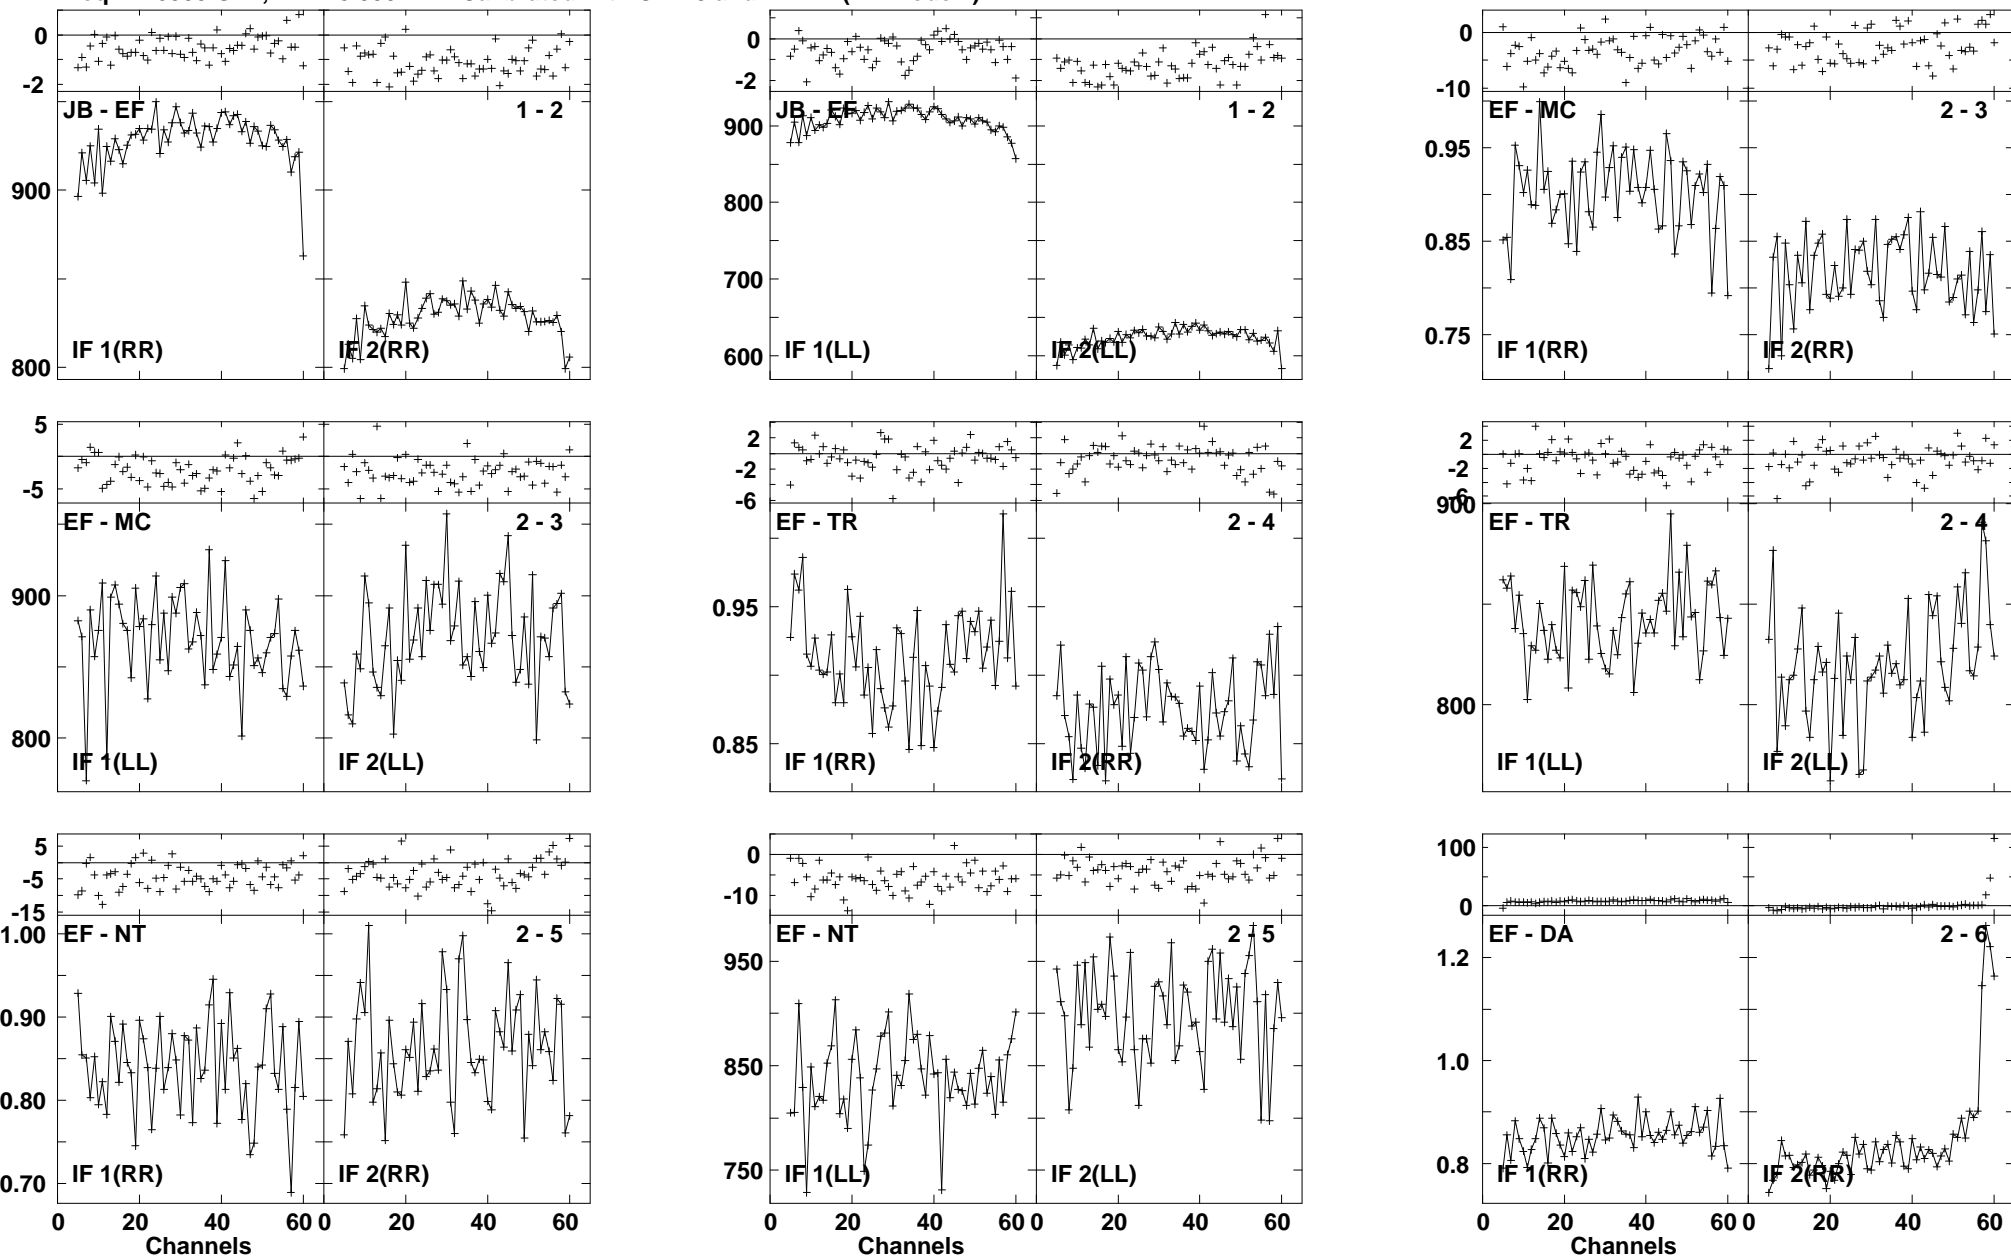 0
-2
JB - EF
1 - 2
900
800
IF 1(RR)
IF 2(RR)
0
-2
JB - EF
1 - 2
900
800
700
600
IF 1(LL)
IF 2(LL)
0
-10
EF - MC
2 - 3
0.95
0.85
0.75
IF 1(RR)
IF 2(RR)
5
-5
EF - MC
2 - 3
900
800
IF 1(LL)
IF 2(LL)
2
-2
-6
EF - TR
2 - 4
0.95
0.85
IF 1(RR)
IF 2(RR)
2
-2
-6
900
EF - TR
2 - 4
800
IF 1(LL)
IF 2(LL)
5
-5
-15
1.00
EF - NT
2 - 5
0.90
0.80
0.70
IF 1(RR)
IF 2(RR)
0 20 40 60 0 20 40 60
Channels
0
-10
EF - NT
2 - 5
950
850
750
IF 1(LL)
IF 2(LL)
0 20 40 60 0 20 40 60
Channels
100
0
EF - DA
2 - 6
1.2
1.0
0.8
IF 1(RR)
IF 2(RR)
0 20 40 60 0 20 40 60
Channels